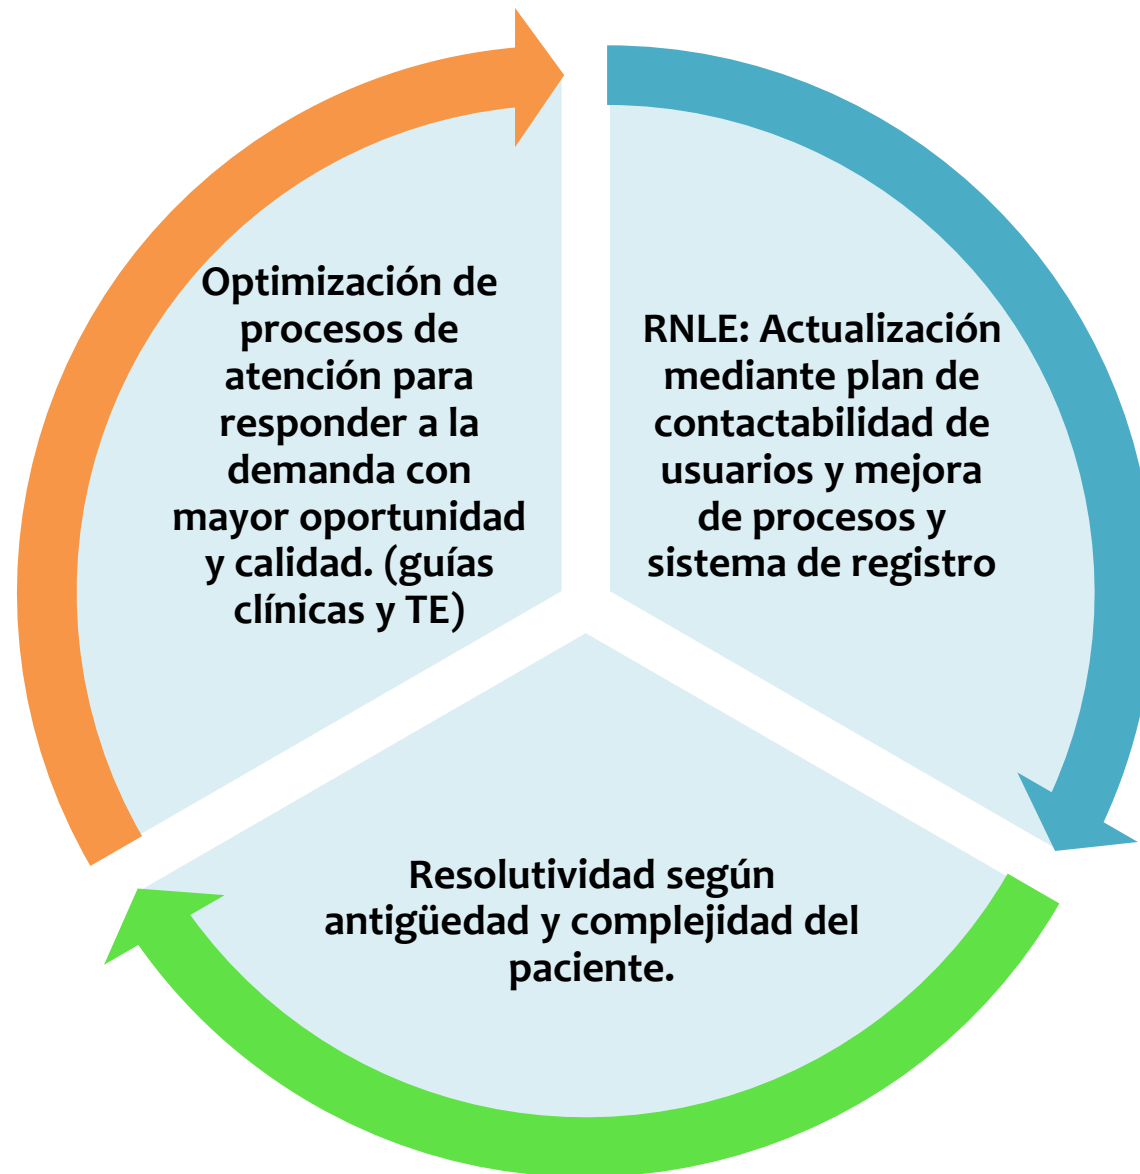 Optimización de
procesos de
atención para
responder a la
demanda con
mayor oportunidad
y calidad. (guías
clínicas y TE)
RNLE: Actualización
mediante plan de
contactabilidad de
usuarios y mejora
de procesos y
sistema de registro
Resolutividad según
antigüedad y complejidad del
paciente.